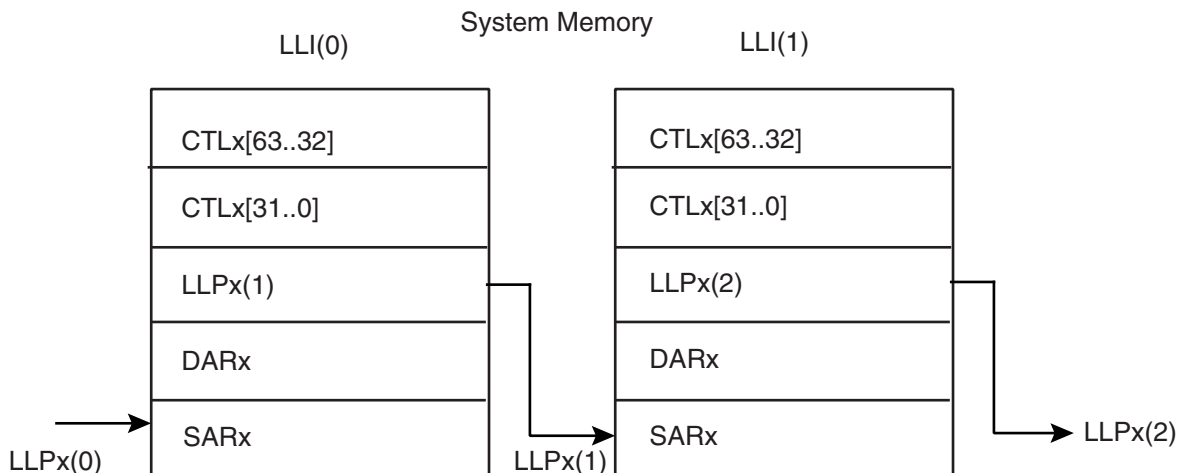 System Memory
LLI(0)
LLI(1)
CTLx[63..32]
CTLx[63..32]
CTLx[31..0]
CTLx[31..0]
LLPx(1)
LLPx(2)
DARx
DARx
SARx
SARx
LLPx(2)
LLPx(0)
LLPx(1)